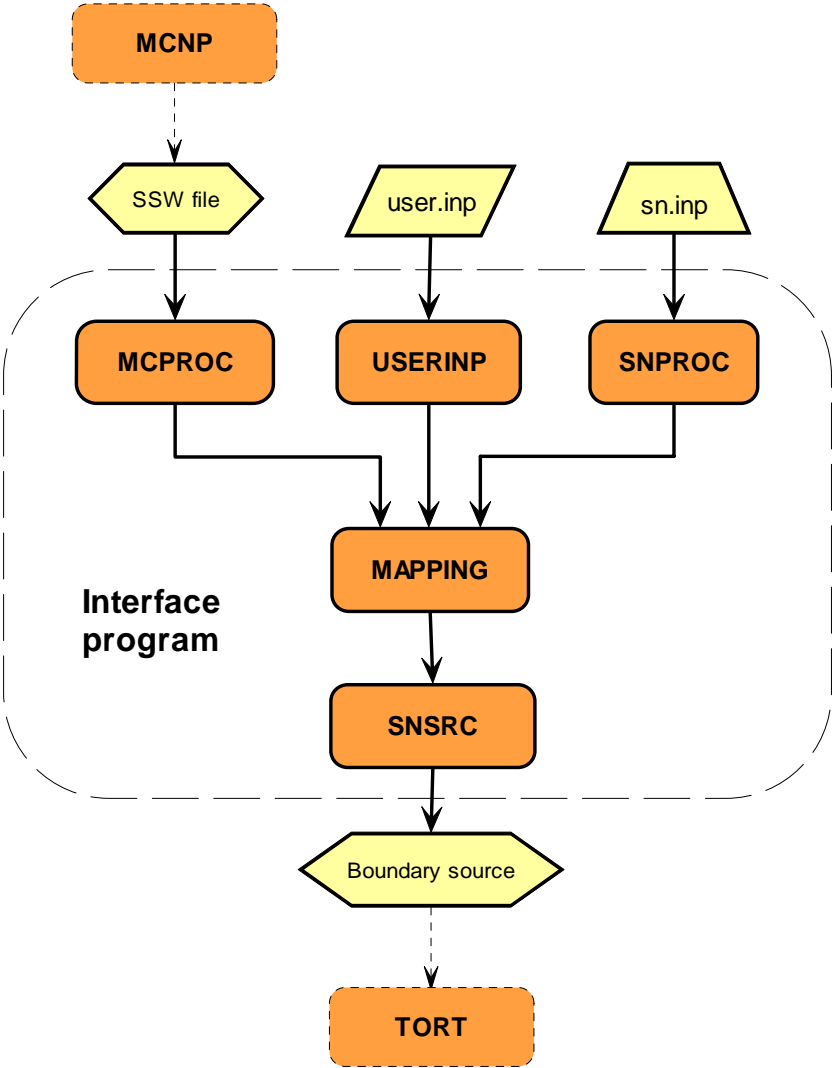 MCNP
SSW file
user.inp
sn.inp
MCPROC
USERINP
SNPROC
MAPPING
Interface
program
SNSRC
Boundary source
TORT